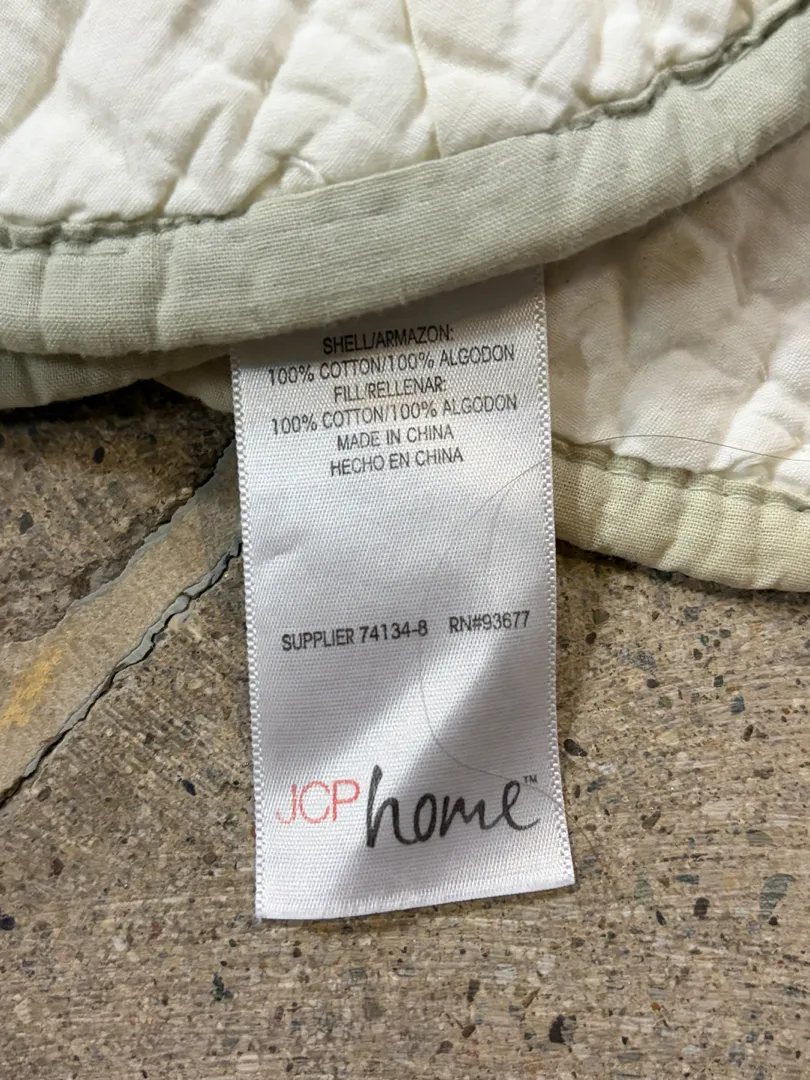 SHELL/ARMAZON:
100% COTTON/100% ALGODON
FILL/RELLENAR:
100% COTTON/100% ALGODON
MADE IN CHINA
HECHO EN CHINA
SUPPLIER 74134-8 RN#93677
JCP home™